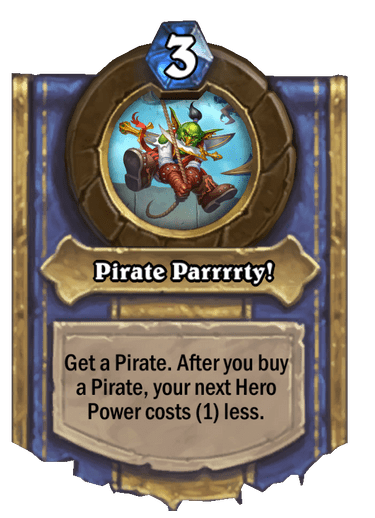 3
Pirate Parrrrty!
Get a Pirate. After you buy
a Pirate, your next Hero
Power costs (1) less.